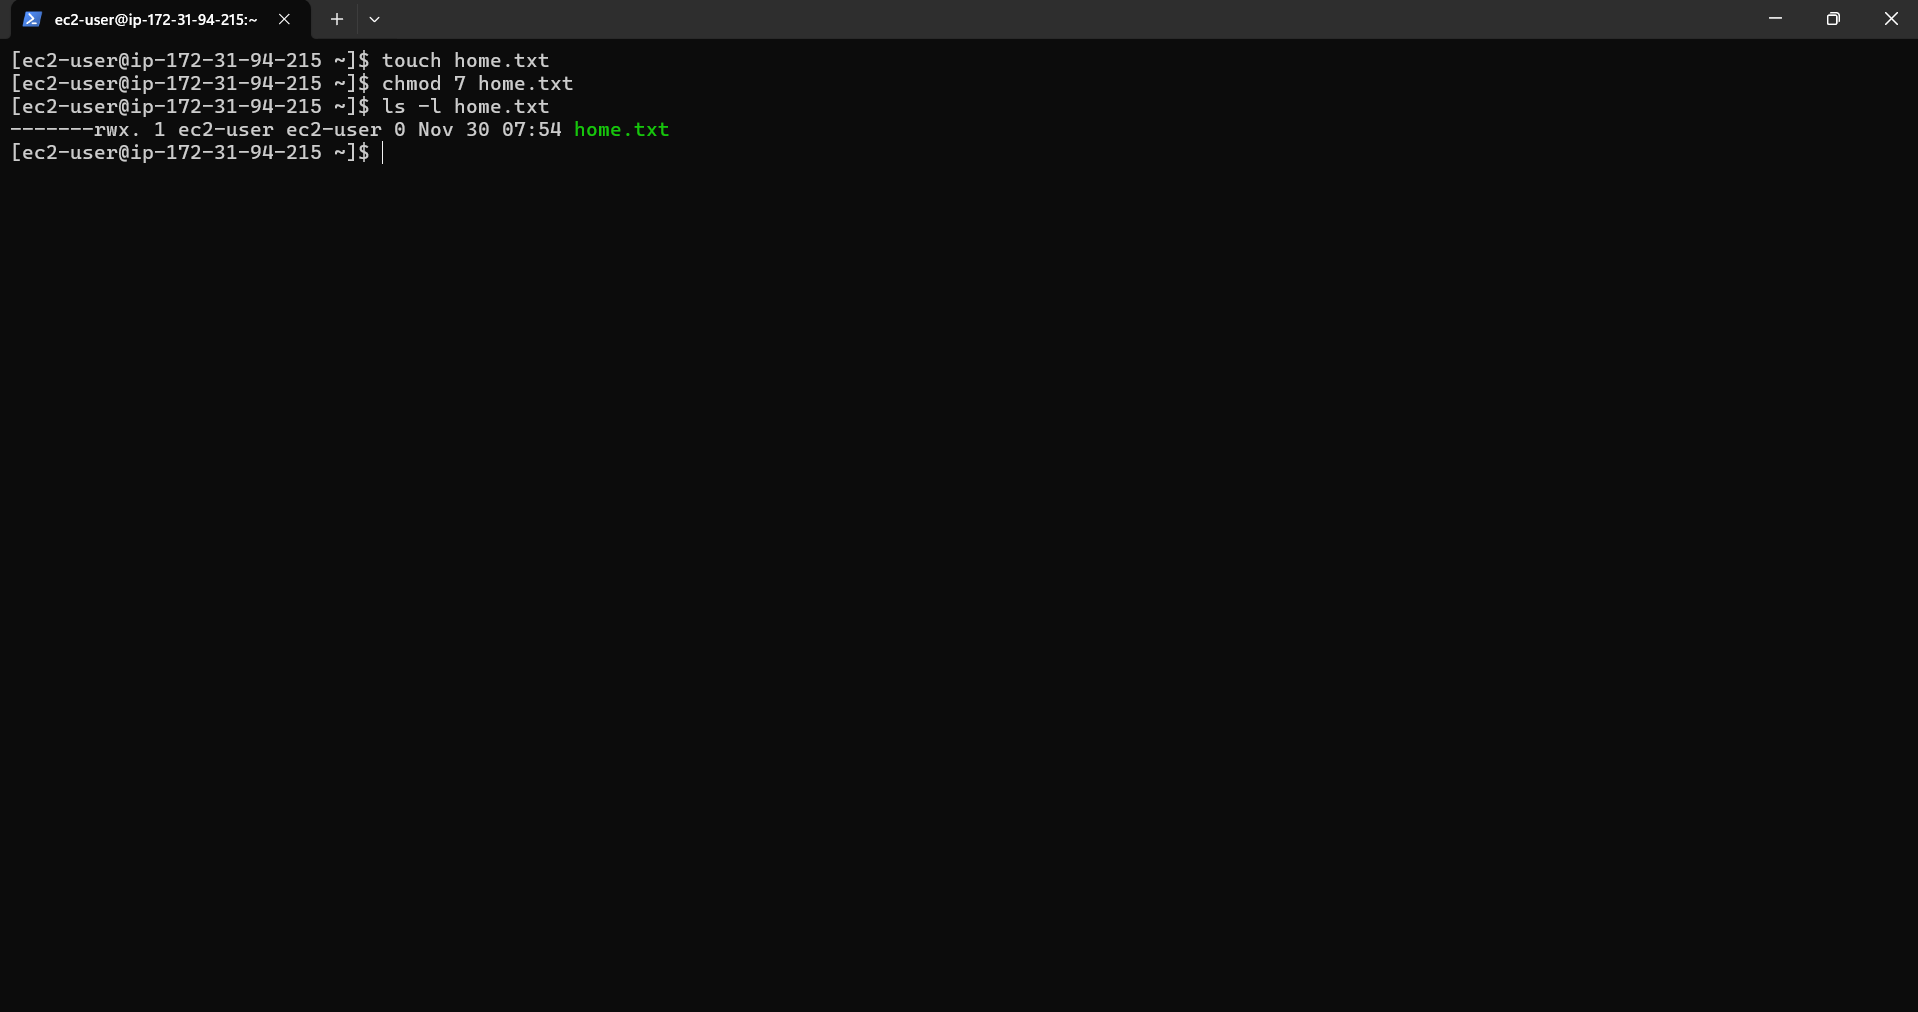 ec2-user@ip-172-31-94-215:~
[ec2-user@ip-172-31-94-215 ~]$ touch home.txt
[ec2-user@ip-172-31-94-215 ~]$ chmod 7 home.txt
[ec2-user@ip-172-31-94-215 ~]$ ls -l home.txt
-------rwx. 1 ec2-user ec2-user 0 Nov 30 07:54 home.txt
[ec2-user@ip-172-31-94-215 ~]$